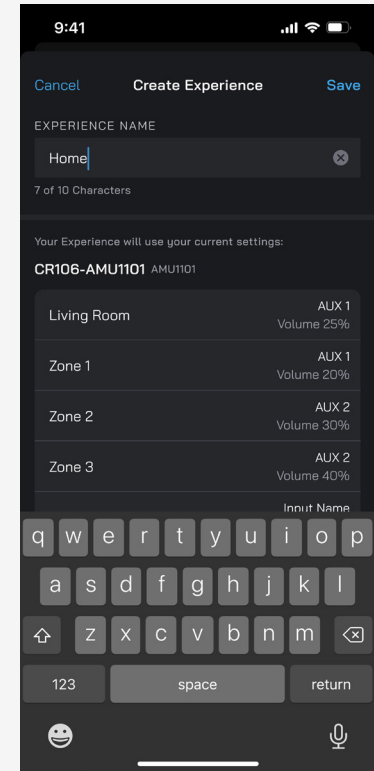 9:41
Cancel Create Experience Save
EXPERIENCE NAME
Home
7 of 10 Characters
Your Experience will use your current settings:
CR106-AMU1101 AMU1101
Living Room AUX 1
Volume 25%
Zone 1 AUX 1
Volume 20%
Zone 2 AUX 2
Volume 30%
Zone 3 AUX 2
Volume 40%
Input Name
q w e r t y u i o p
a s d f g h j k l
z x c v b n m
123 space return